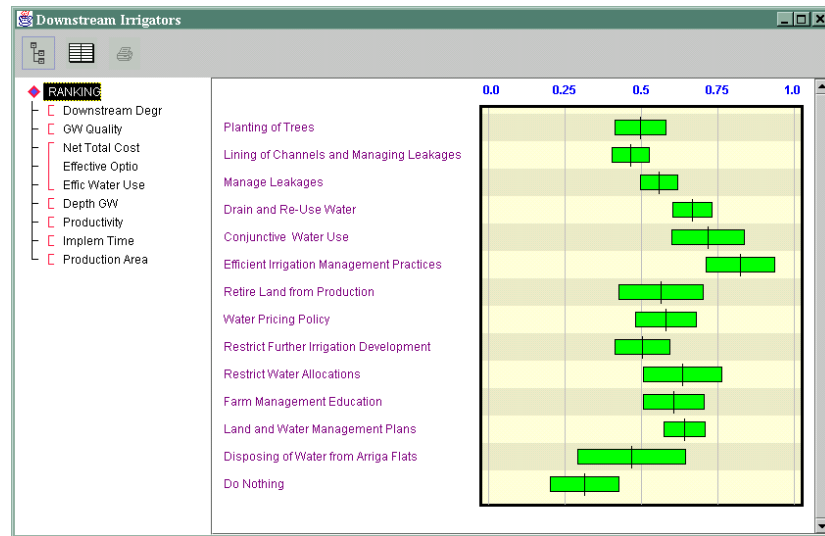 Downstream Irrigators
RANKING
Downstream Degr
GW Quality
Net Total Cost
Effective Optio
Effic Water Use
Depth GW
Productivity
Implem Time
Production Area
0.0 0.25 0.5 0.75 1.0
Planting of Trees
Lining of Channels and Managing Leakages
Manage Leakages
Drain and Re-Use Water
Conjunctive Water Use
Efficient Irrigation Management Practices
Retire Land from Production
Water Pricing Policy
Restrict Further Irrigation Development
Restrict Water Allocations
Farm Management Education
Land and Water Management Plans
Disposing of Water from Arriga Flats
Do Nothing